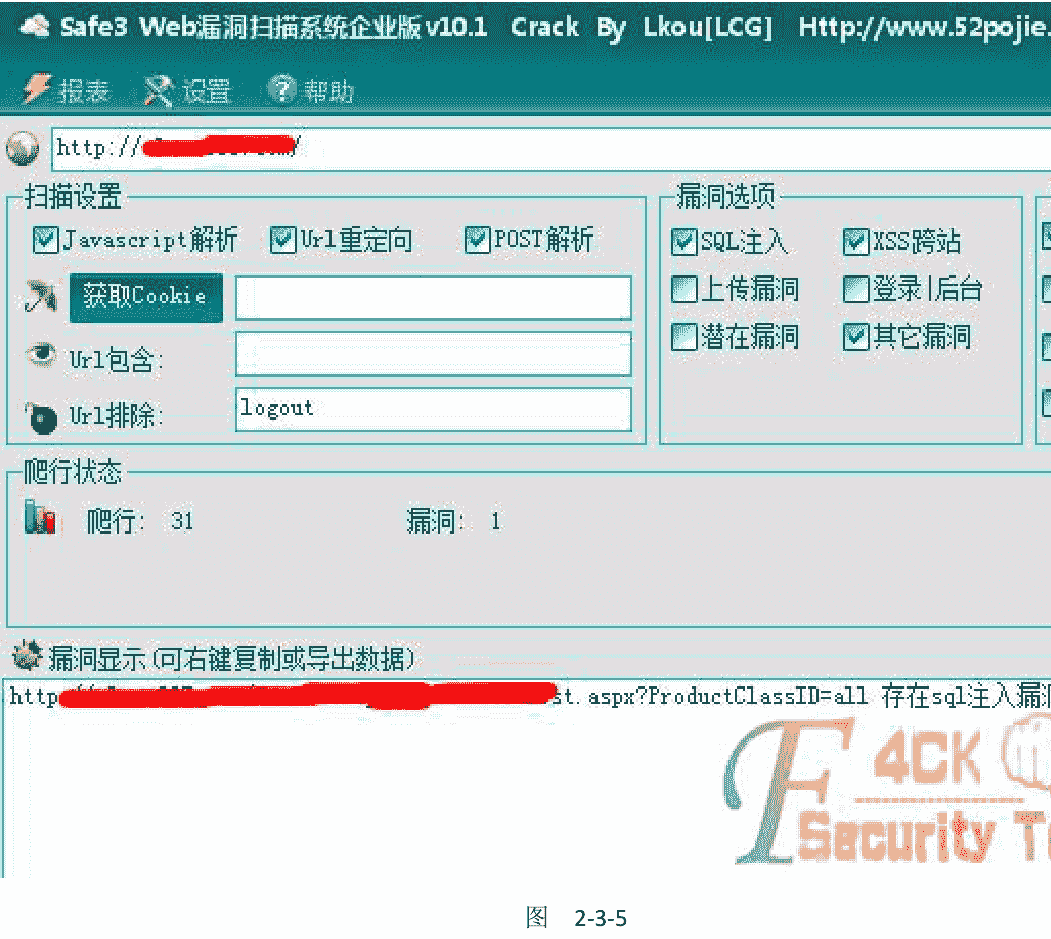 Safe3 Web漏洞扫描系统企业版v10.1 Crack By Lkou[LCG] Http://www.52pojie.
报表 设置 帮助
http://
扫描设置
Javascript解析 Url重定向 POST解析
获取Cookie
Url包含:
Url排除: logout
漏洞选项
SQL注入 XSS跨站
上传漏洞 登录|后台
潜在漏洞 其它漏洞
爬行状态
爬行: 31 漏洞: 1
漏洞显示(可右键复制或导出数据)
http st.aspx?ProductClassID=all 存在sql注入漏洞
F4CK
Security Te
图 2-3-5